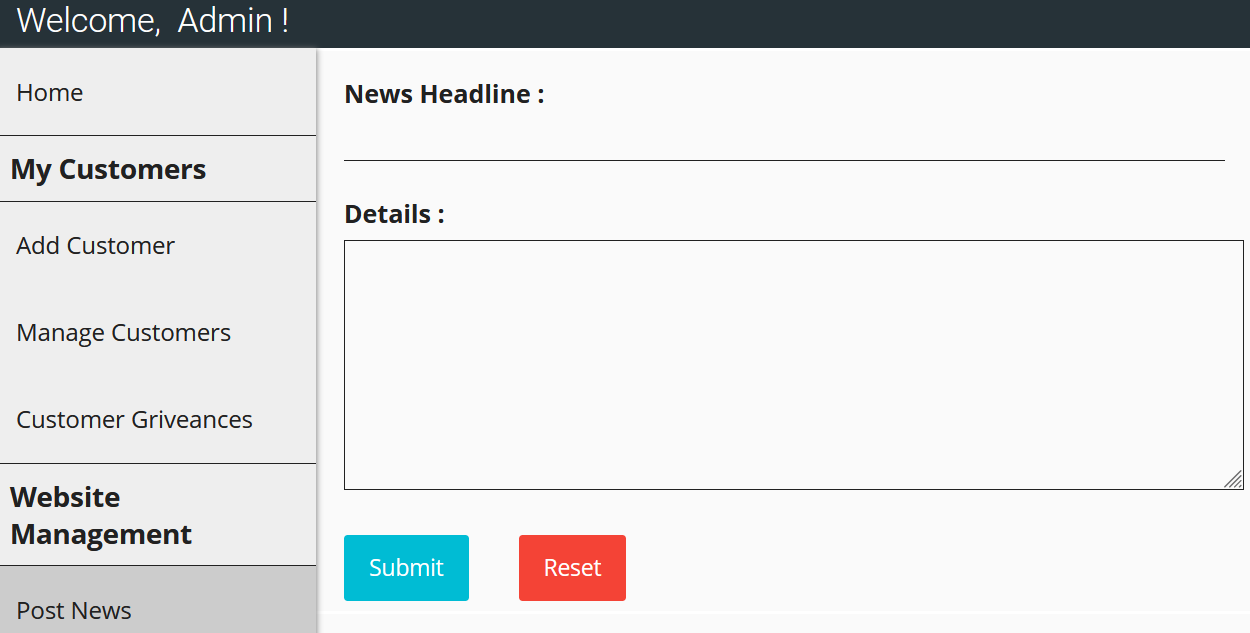 Welcome, Admin !
Home
My Customers
Add Customer
Manage Customers
Customer Griveances
Website
Management
Post News
News Headline :
Details :
Submit
Reset